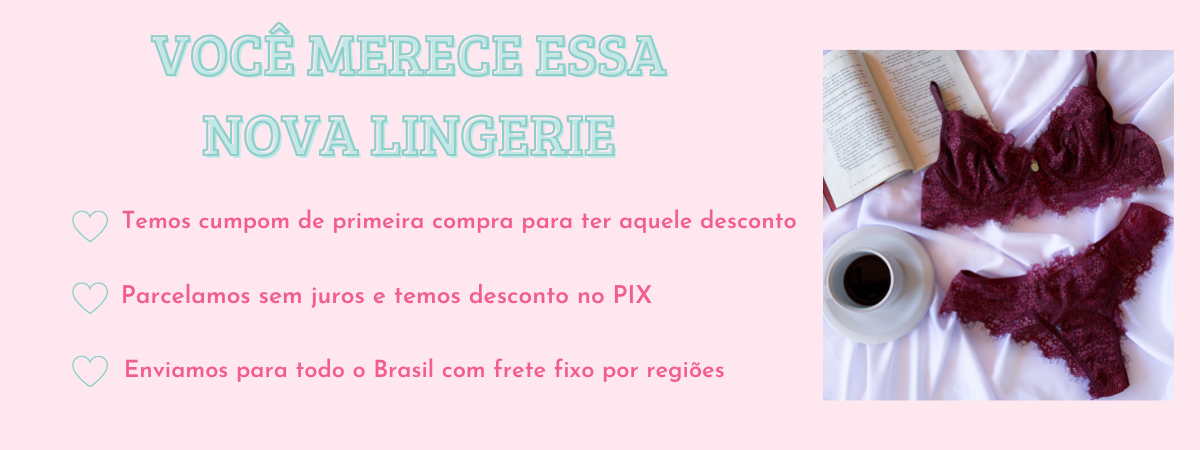 VOCÊ MERECE ESSA
NOVA LINGERIE
Temos cumpom de primeira compra para ter aquele desconto
Parcelamos sem juros e temos desconto no PIX
Enviamos para todo o Brasil com frete fixo por regiões